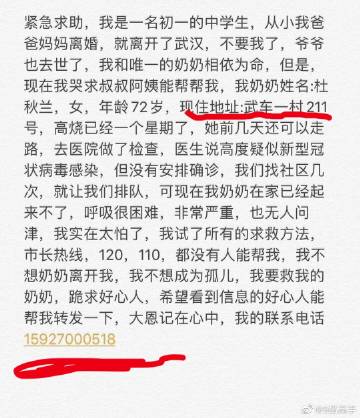 紧急求助，我是一名初一的中学生，从小我爸
爸妈妈离婚，就离开了武汉，不要我了，爷爷
也去世了，我和唯一的奶奶相依为命，但是，
现在我哭求叔叔阿姨能帮帮我，我奶奶姓名:杜
秋兰，女，年龄72岁，现住地址:武车一村211
号，高烧已经一个星期了，她前几天还可以走
路，去医院做了检查，医生说高度疑似新型冠
状病毒感染，但没有安排确诊，我们找社区几
次，就让我们排队，可现在我奶奶在家已经起
来不了，呼吸很困难，非常严重，也无人问
津，我实在太怕了，我试了所有的求救方法，
市长热线，120，110，都没有人能帮我，我不
想奶奶离开我，我不想成为孤儿，我要救我的
奶奶，跪求好心人，希望看到信息的好心人能
帮我转发一下，大恩记在心中，我的联系电话
15927000518